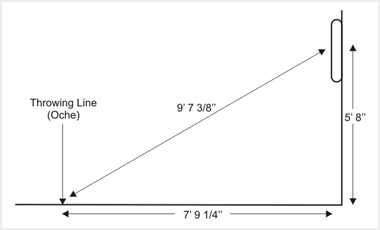 9' 7 3/8"
Throwing Line
(Oche)
5' 8"
7' 9 1/4"